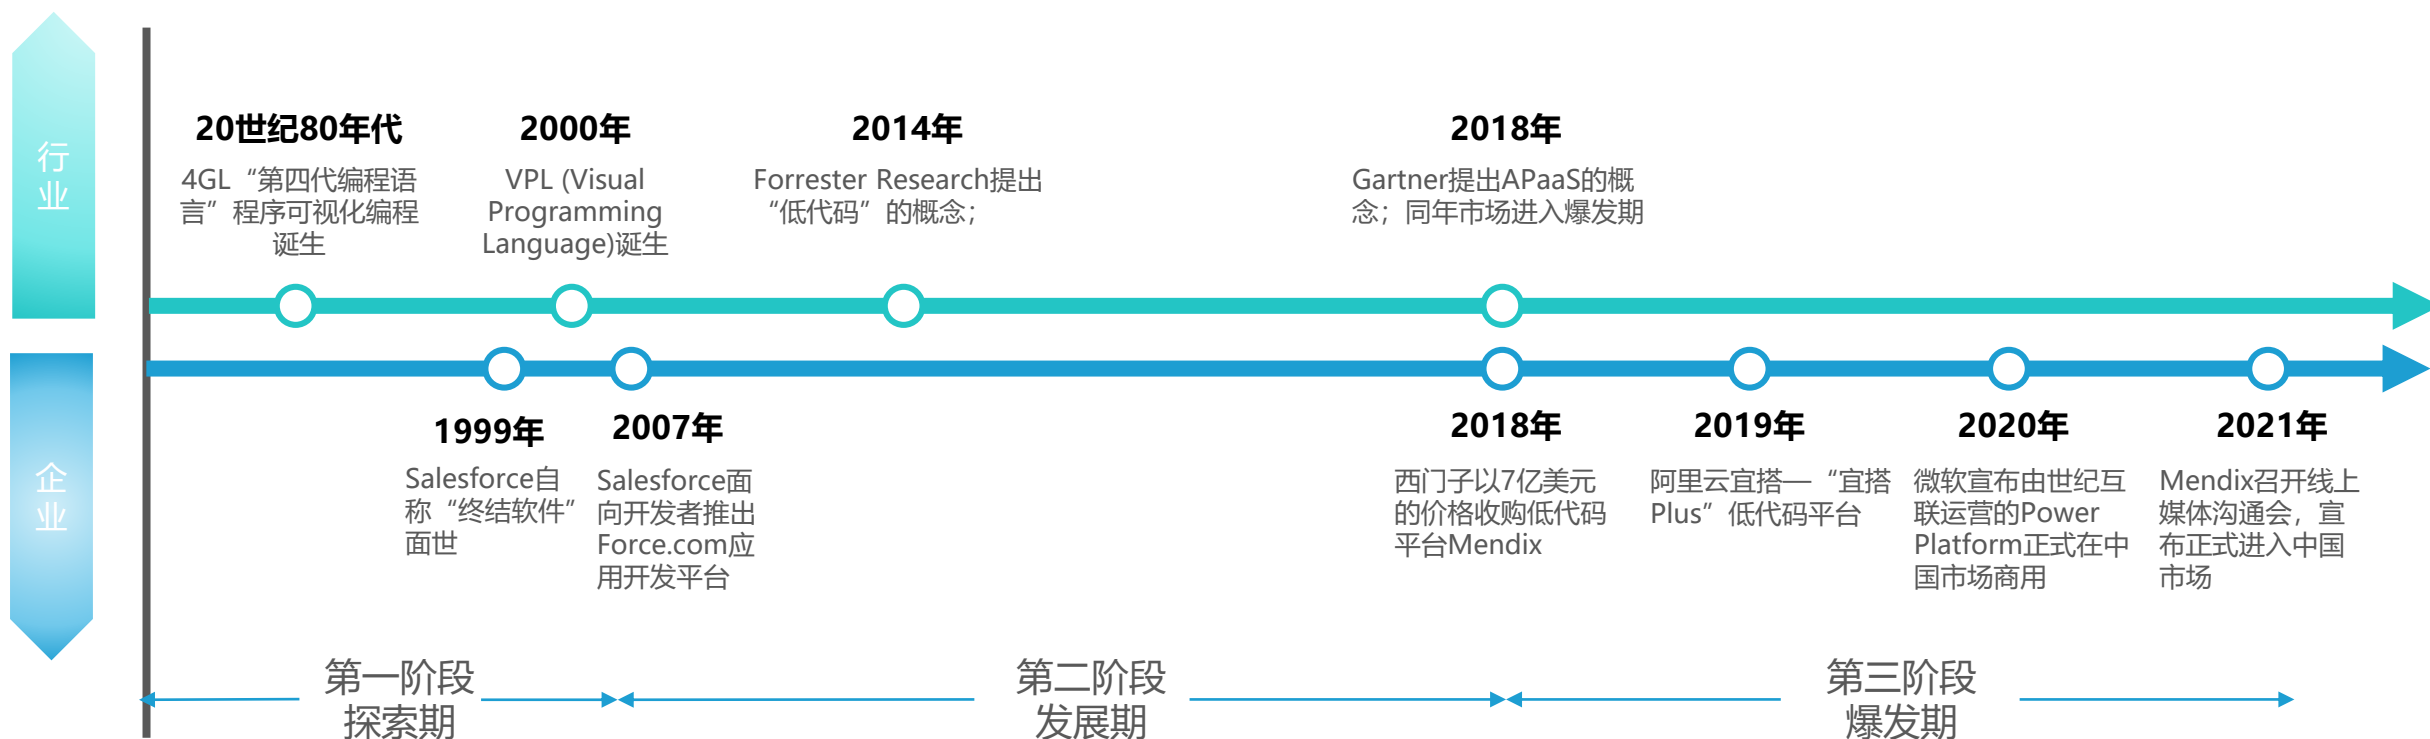 行
业
20世纪80年代
4GL“第四代编程语
言”程序可视化编程
诞生
2000年
VPL (Visual
Programming
Language)诞生
2014年
Forrester Research提出
“低代码”的概念；
2018年
Gartner提出APaaS的概
念；同年市场进入爆发期
企
业
1999年
Salesforce自
称“终结软件”
面世
2007年
Salesforce面
向开发者推出
Force.com应
用开发平台
2018年
西门子以7亿美元
的价格收购低代码
平台Mendix
2019年
阿里云宜搭—“宜搭
Plus”低代码平台
2020年
微软宣布由世纪互
联运营的Power
Platform正式在中
国市场商用
2021年
Mendix召开线上
媒体沟通会，宣
布正式进入中国
市场
第一阶段
探索期
第二阶段
发展期
第三阶段
爆发期